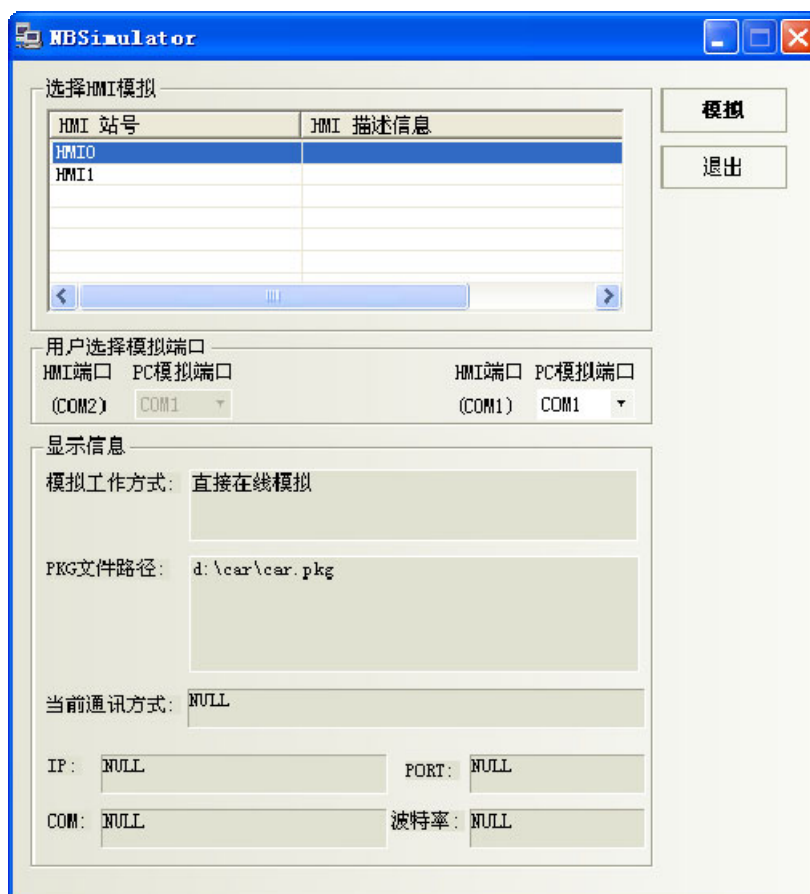 NBSimulator
选择HMI模拟
模拟
HMI 站号 HMI 描述信息
HMI0
退出
HMI1
用户选择模拟端口
HMI端口 PC模拟端口 HMI端口 PC模拟端口
(COM2) COM1 (COM1) COM1
显示信息
模拟工作方式: 直接在线模拟
PKG文件路径: d:\car\car.pkg
当前通讯方式: NULL
IP: NULL PORT: NULL
COM: NULL 波特率: NULL